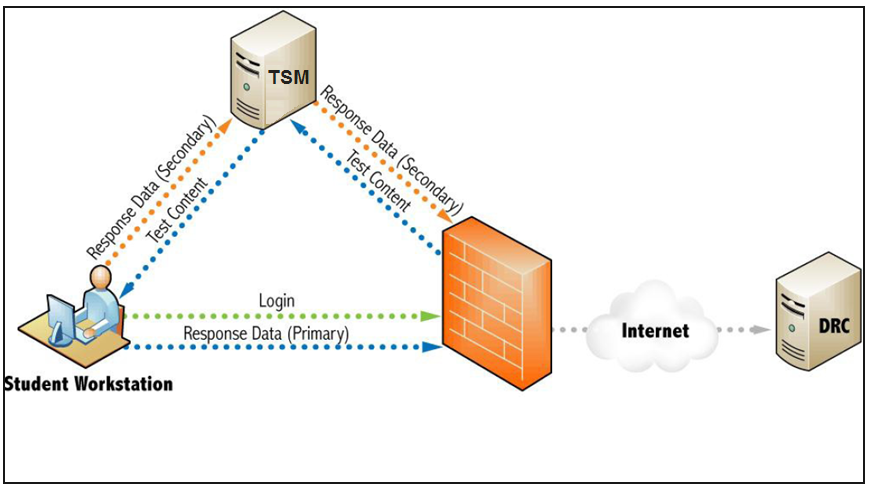 TSM
Response Data (Secondary)
Test Content
Response Data (Secondary)
Test Content
Login
Response Data (Primary)
Student Workstation
Internet
DRC